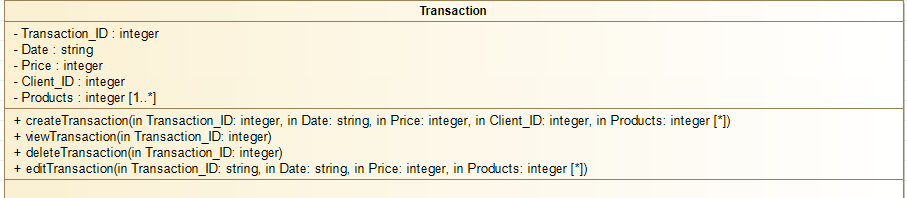 Transaction
- Transaction_ID : integer
- Date : string
- Price : integer
- Client_ID : integer
- Products : integer [1..*]
+ createTransaction(in Transaction_ID: integer, in Date: string, in Price: integer, in Client_ID: integer, in Products: integer [*])
+ viewTransaction(in Transaction_ID: integer)
+ deleteTransaction(in Transaction_ID: integer)
+ editTransaction(in Transaction_ID: string, in Date: string, in Price: integer, in Products: integer [*])